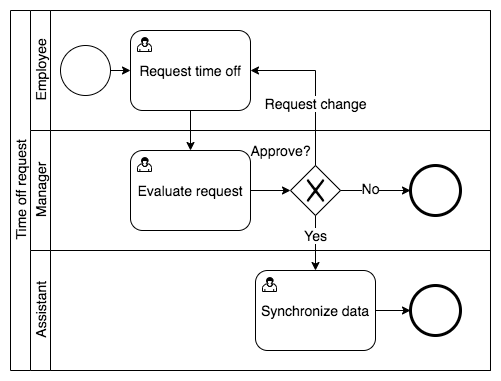 Time off request
Employee
Request time off
Request change
Manager
Approve?
Evaluate request
No
Yes
Assistant
Synchronize data